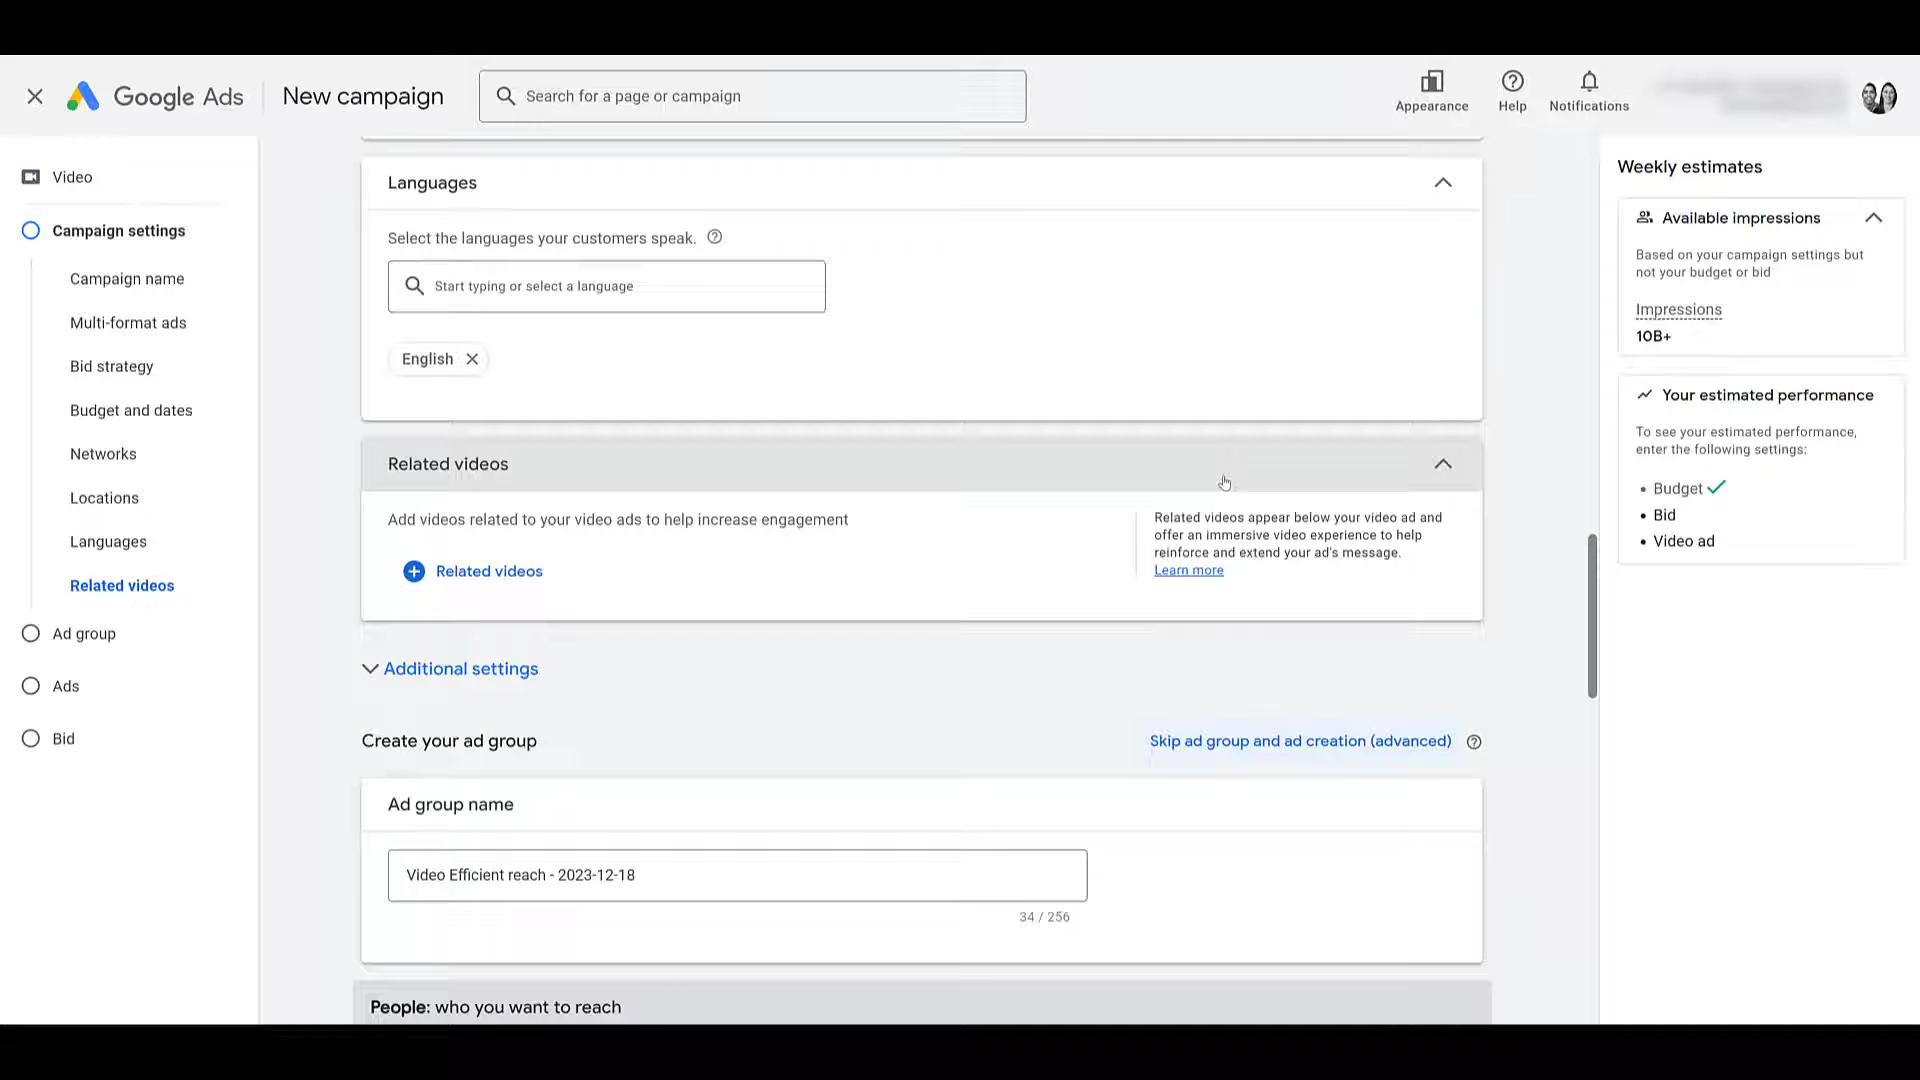 Google Ads
New campaign
Search for a page or campaign
Appearance
Help
Notifications
Video
Campaign settings
Campaign name
Multi-format ads
Bid strategy
Budget and dates
Networks
Locations
Languages
Related videos
Ad group
Ads
Bid
Languages
Select the languages your customers speak.
Start typing or select a language
English
Related videos
Add videos related to your video ads to help increase engagement
Related videos
Related videos appear below your video ad and
offer an immersive video experience to help
reinforce and extend your ad's message.
Learn more
Additional settings
Create your ad group
Skip ad group and ad creation (advanced)
Ad group name
Video Efficient reach - 2023-12-18
34 / 256
People: who you want to reach
Weekly estimates
Available impressions
Based on your campaign settings but
not your budget or bid
Impressions
10B+
Your estimated performance
To see your estimated performance,
enter the following settings:
• Budget
• Bid
• Video ad